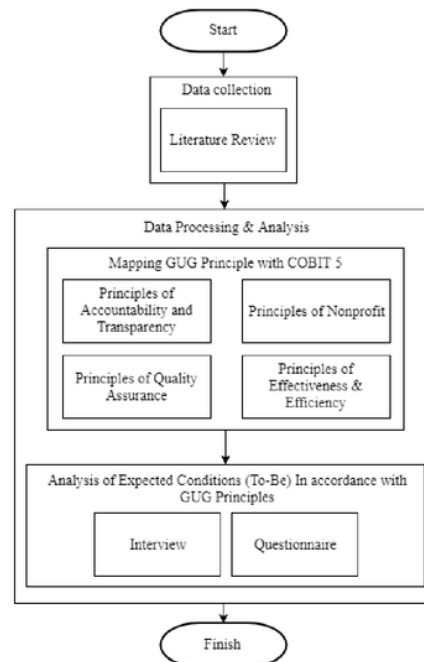 Start
Data collection
Literature Review
Data Processing & Analysis
Mapping GUG Principle with COBIT 5
Principles of
Accountability and
Transparency
Principles of Nonprofit
Principles of Quality
Assurance
Principles of
Effectiveness &
Efficiency
Analysis of Expected Conditions (To-Be) In accordance with
GUG Principles
Interview
Questionnaire
Finish